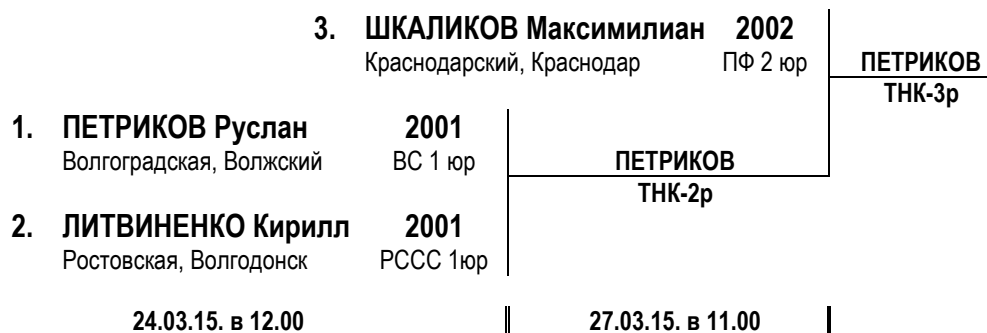 3. ШКАЛИКОВ Максимилиан 2002
Краснодарский, Краснодар ПФ 2 юр
ПЕТРИКОВ
ТНК-3р
1. ПЕТРИКОВ Руслан 2001
Волгоградская, Волжский ВС 1 юр
ПЕТРИКОВ
ТНК-2р
2. ЛИТВИНЕНКО Кирилл 2001
Ростовская, Волгодонск РССС 1юр
24.03.15. в 12.00 27.03.15. в 11.00